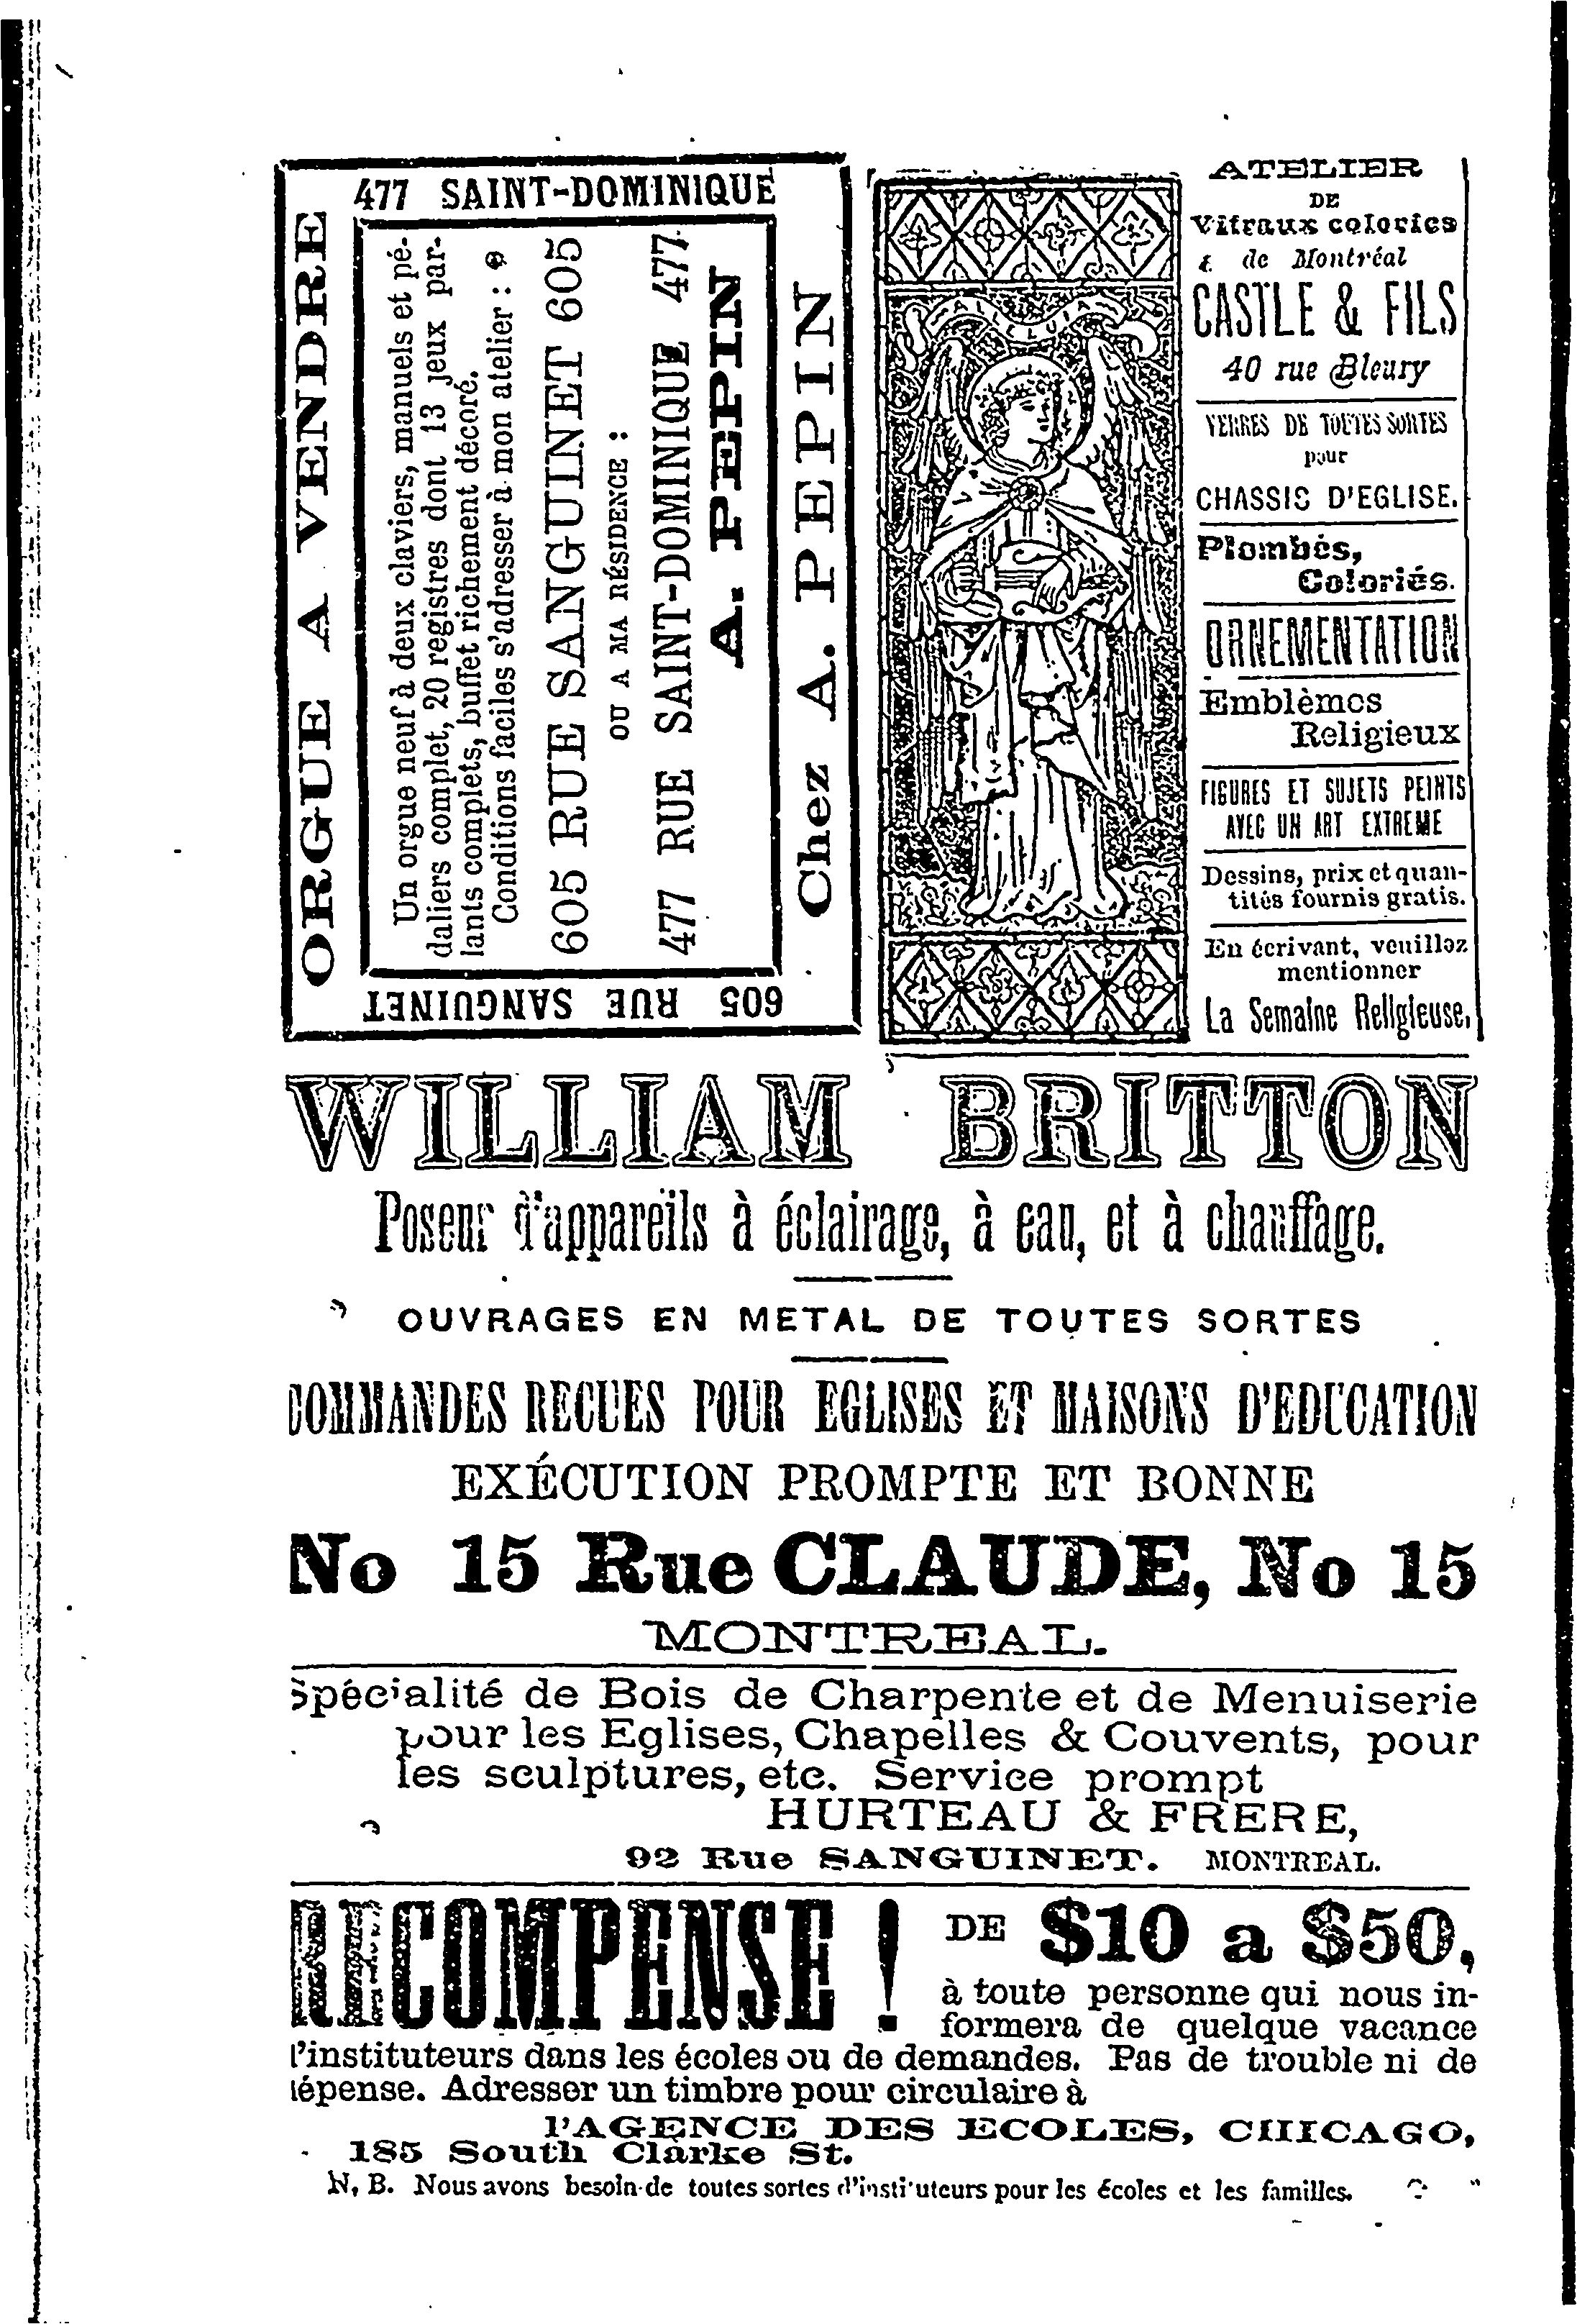 477 SAINT-DOMINIQUE
ORGUE A VENDRE
Un orgue neuf à deux claviers, manuels et pé-
daliers complet, 20 registres dont 13 jeux par-
lants complets, buffet richement décoré.
Conditions faciles s'adresser à mon atelier :
605 RUE SANGUINET 605
OU A MA RÉSIDENCE :
477 RUE SAINT-DOMINIQUE 477
A. PEPIN
Chez A. PEPIN
605 RUE SANGUINET
ATELIER
DE
Vitraux colories
de Montréal
CASTLE & FILS
40 rue Bleury
VERRES DE TOUTES SORTES
pour
CHASSIS D'EGLISE.
Plombés,
Coloriés.
ORNEMENTATION
Emblèmes
Religieux
FIGURES ET SUJETS PEINTS
AVEC UN ART EXTREME
Dessins, prix et quan-
tités fournis gratis.
En écrivant, veuillez
mentionner
La Semaine Religieuse.
WILLIAM BRITTON
Poseur d'appareils à éclairage, à eau, et à chauffage.
OUVRAGES EN METAL DE TOUTES SORTES
COMMANDES RECUES POUR EGLISES ET MAISONS D'EDUCATION
EXÉCUTION PROMPTE ET BONNE
No 15 Rue CLAUDE, No 15
MONTREAL.
Spécialité de Bois de Charpente et de Menuiserie
pour les Eglises, Chapelles & Couvents, pour
les sculptures, etc. Service prompt
HURTEAU & FRERE,
92 Rue SANGUINET. MONTREAL.
RECOMPENSE ! DE $10 a $50,
à toute personne qui nous in-
formera de quelque vacance
l'instituteurs dans les écoles ou de demandes. Pas de trouble ni de
lépense. Adresser un timbre pour circulaire à
l'AGENCE DES ECOLES, CHICAGO,
185 South Clarke St.
N. B. Nous avons besoin de toutes sortes d'instituteurs pour les écoles et les familles.